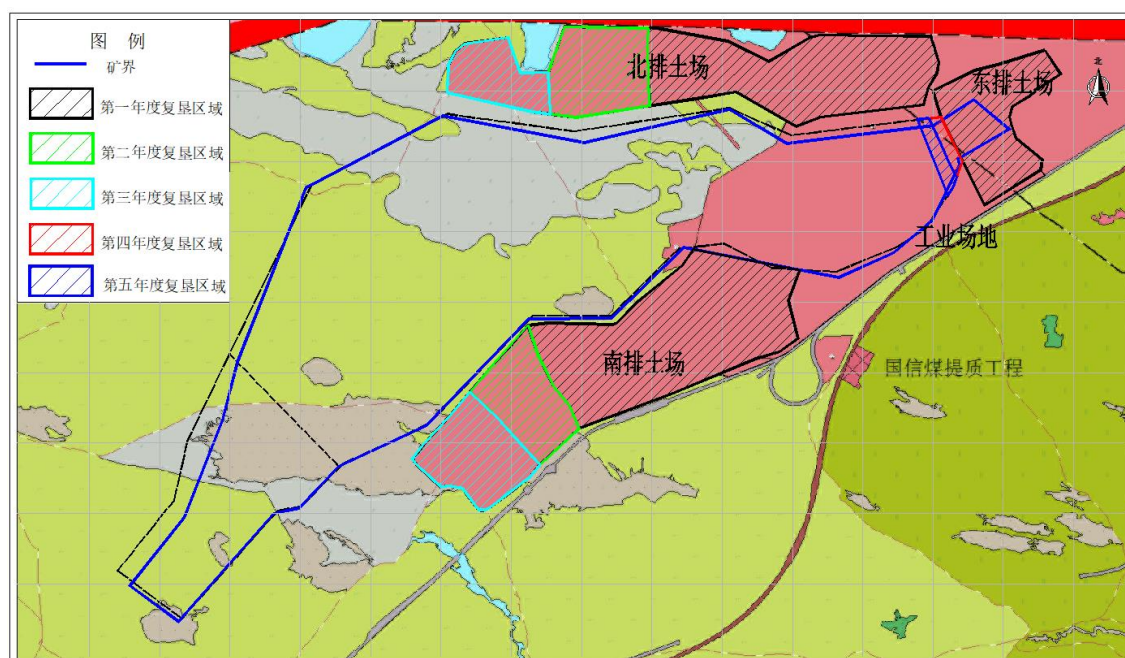 图 例
矿界
第一年度复垦区域
第二年度复垦区域
第三年度复垦区域
第四年度复垦区域
第五年度复垦区域
北排土场
东排土场
北
工业场地
南排土场
国信煤提质工程